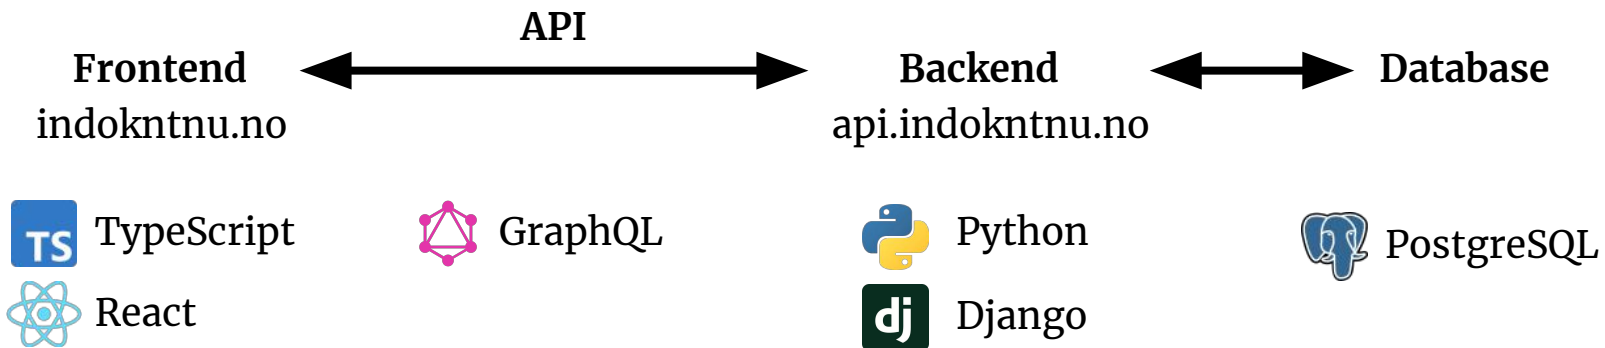 API
Frontend
Backend
Database
indokntnu.no
api.indokntnu.no
TS
TypeScript
GraphQL
Python
PostgreSQL
React
dj
Django